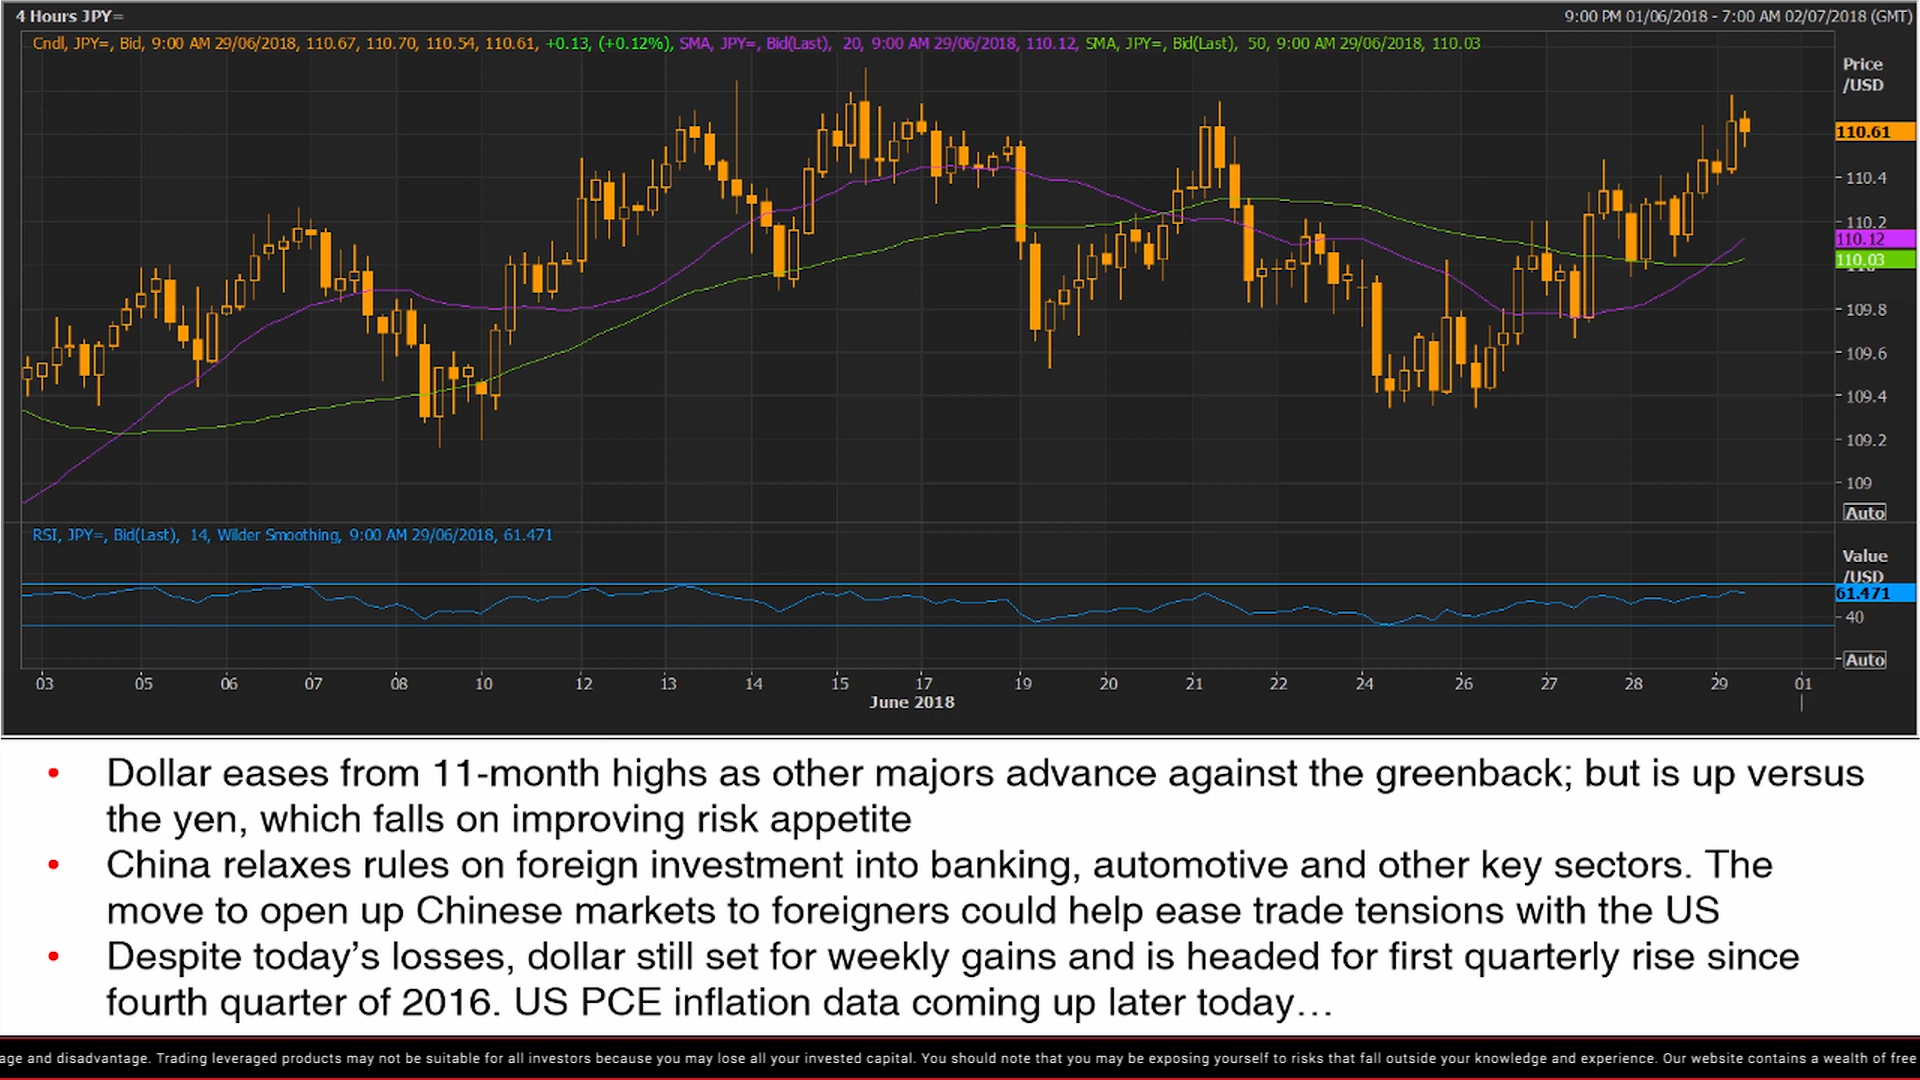 4 Hours JPY=
9:00 PM 01/06/2018 - 7:00 AM 02/07/2018 (GMT)
Cndl, JPY=, Bid, 9:00 AM 29/06/2018, 110.67, 110.70, 110.54, 110.61, +0.13, (+0.12%), SMA, JPY=, Bid(Last), 20, 9:00 AM 29/06/2018, 110.12, SMA, JPY=, Bid(Last), 50, 9:00 AM 29/06/2018, 110.03
Price
/USD
110.61
110.4
110.2
110.12
110.03
109.8
109.6
109.4
109.2
109
Auto
RSI, JPY=, Bid(Last), 14, Wilder Smoothing, 9:00 AM 29/06/2018, 61.471
Value
/USD
61.471
40
Auto
03 05 06 07 08 10 12 13 14 15 17 19 20 21 22 24 26 27 28 29 01
June 2018
• Dollar eases from 11-month highs as other majors advance against the greenback; but is up versus
the yen, which falls on improving risk appetite
• China relaxes rules on foreign investment into banking, automotive and other key sectors. The
move to open up Chinese markets to foreigners could help ease trade tensions with the US
• Despite today’s losses, dollar still set for weekly gains and is headed for first quarterly rise since
fourth quarter of 2016. US PCE inflation data coming up later today…
age and disadvantage. Trading leveraged products may not be suitable for all investors because you may lose all your invested capital. You should note that you may be exposing yourself to risks that fall outside your knowledge and experience. Our website contains a wealth of free